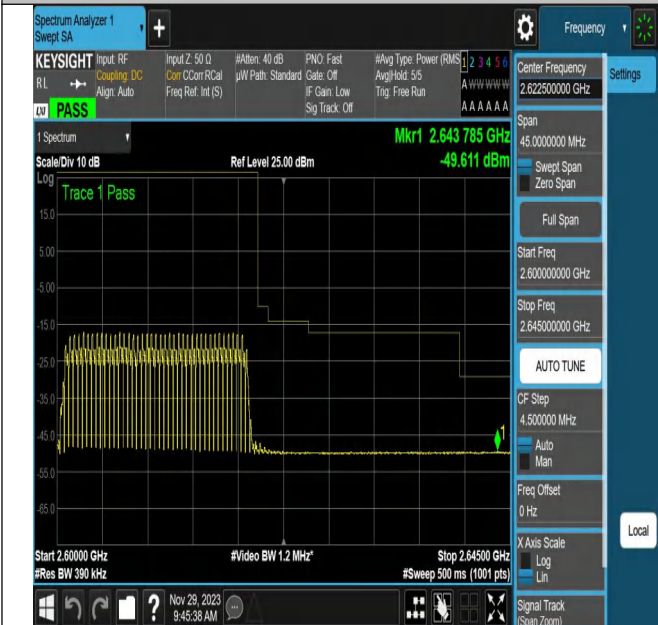 Spectrum Analyzer 1
Swept SA
+
Frequency
KEYSIGHT
RL
LXI
PASS
Input: RF
Coupling: DC
Align: Auto
Input Z: 50 Ω
Corr CCorr RCal
Freq Ref: Int (S)
#Atten: 40 dB
µW Path: Standard
PNO: Fast
Gate: Off
IF Gain: Low
Sig Track: Off
#Avg Type: Power (RMS
Avg|Hold: 5/5
Trig: Free Run
1 2 3 4 5 6
A W W W W W
A A A A A A
1 Spectrum
Mkr1 2.643 785 GHz
Scale/Div 10 dB
Ref Level 25.00 dBm
-49.611 dBm
Log
Trace 1 Pass
15.0
5.00
-5.00
-15.0
-25.0
-35.0
-45.0
-55.0
-65.0
1
Start 2.60000 GHz
#Video BW 1.2 MHz*
Stop 2.64500 GHz
#Res BW 390 kHz
#Sweep 500 ms (1001 pts)
?
Nov 29, 2023
9:45:38 AM
Center Frequency
2.622500000 GHz
Settings
Span
45.0000000 MHz
Swept Span
Zero Span
Full Span
Start Freq
2.600000000 GHz
Stop Freq
2.645000000 GHz
AUTO TUNE
CF Step
4.500000 MHz
Auto
Man
Freq Offset
0 Hz
X Axis Scale
Log
Lin
Local
Signal Track
(Span Zoom)